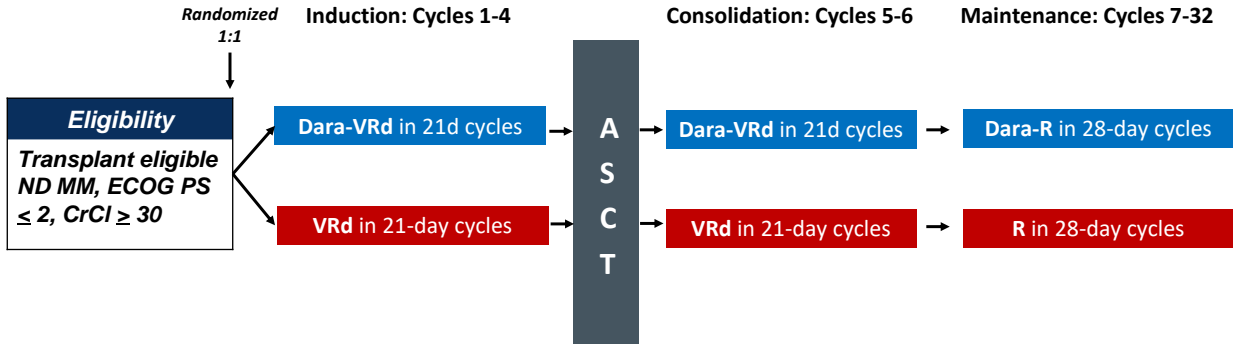 Randomized
1:1
Induction: Cycles 1-4
Consolidation: Cycles 5-6
Maintenance: Cycles 7-32
Eligibility
Transplant eligible
ND MM, ECOG PS
≤ 2, CrCl ≥ 30
Dara-VRd in 21d cycles
VRd in 21-day cycles
A
S
C
T
Dara-VRd in 21d cycles
VRd in 21-day cycles
Dara-R in 28-day cycles
R in 28-day cycles